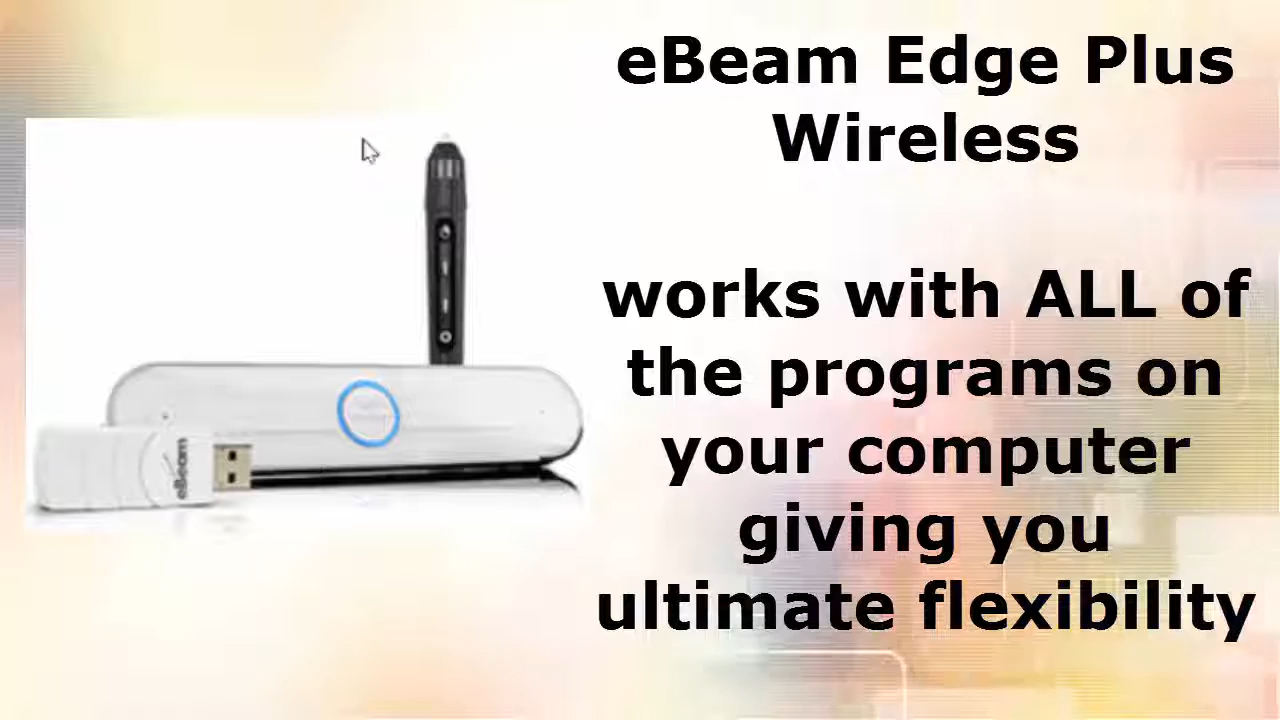 eBeam Edge Plus
Wireless
works with ALL of
the programs on
your computer
giving you
ultimate flexibility
eBeam